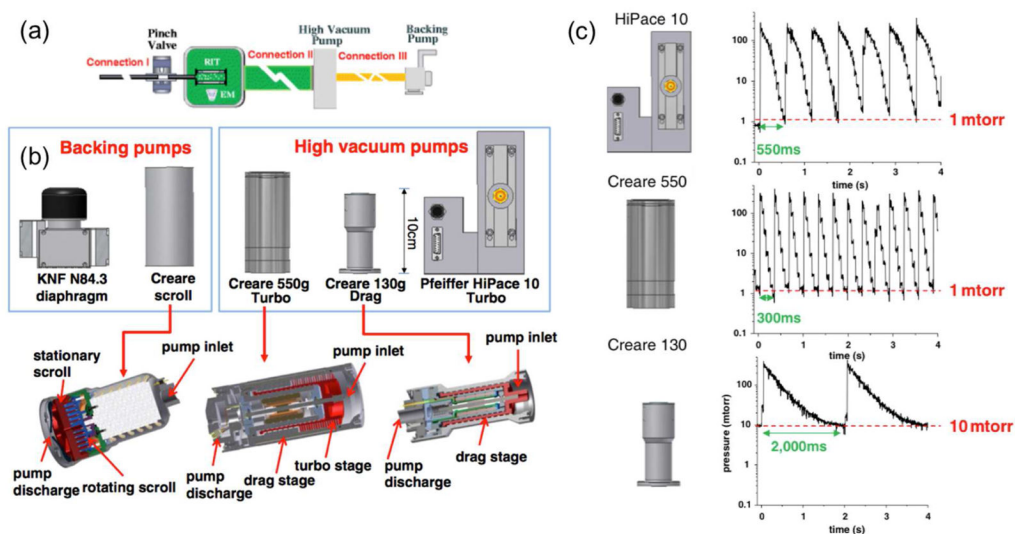 (a)
Pinch
Valve
Connection I
RIT
EM
Connection II
High Vacuum
Pump
Connection III
Backing
Pump
(b)
Backing pumps
KNF N84.3
diaphragm
Creare
scroll
High vacuum pumps
Creare 550g
Turbo
Creare 130g
Drag
10cm
Pfeiffer HiPace 10
Turbo
stationary
scroll
pump inlet
pump
discharge
rotating scroll
pump inlet
pump
discharge
drag stage
turbo stage
pump inlet
pump
discharge
drag stage
(c)
HiPace 10
100
10
1
0.1
550ms
1 mtorr
0 1 2 3 4
time (s)
Creare 550
100
10
1
0.1
300ms
1 mtorr
0 1 2 3 4
time (s)
Creare 130
pressure (mtorr)
100
10
1
0.1
2,000ms
10 mtorr
0 1 2 3 4
time (s)